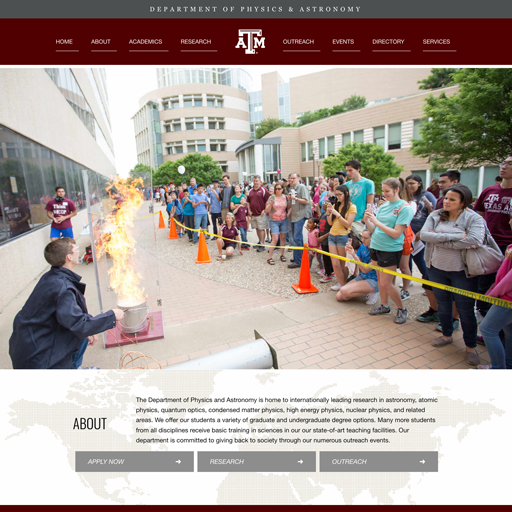 DEPARTMENT OF PHYSICS & ASTRONOMY
HOME ABOUT ACADEMICS RESEARCH ATM OUTREACH EVENTS DIRECTORY SERVICES
The Department of Physics and Astronomy is home to internationally leading research in astronomy, atomic
physics, quantum optics, condensed matter physics, high energy physics, nuclear physics, and related
areas. We offer our students a variety of graduate and undergraduate degree options. Many more students
from all disciplines receive basic training in sciences in our our state-of-art teaching facilities. Our
department is committed to giving back to society through our numerous outreach events.
ABOUT
APPLY NOW ➔ RESEARCH ➔ OUTREACH ➔